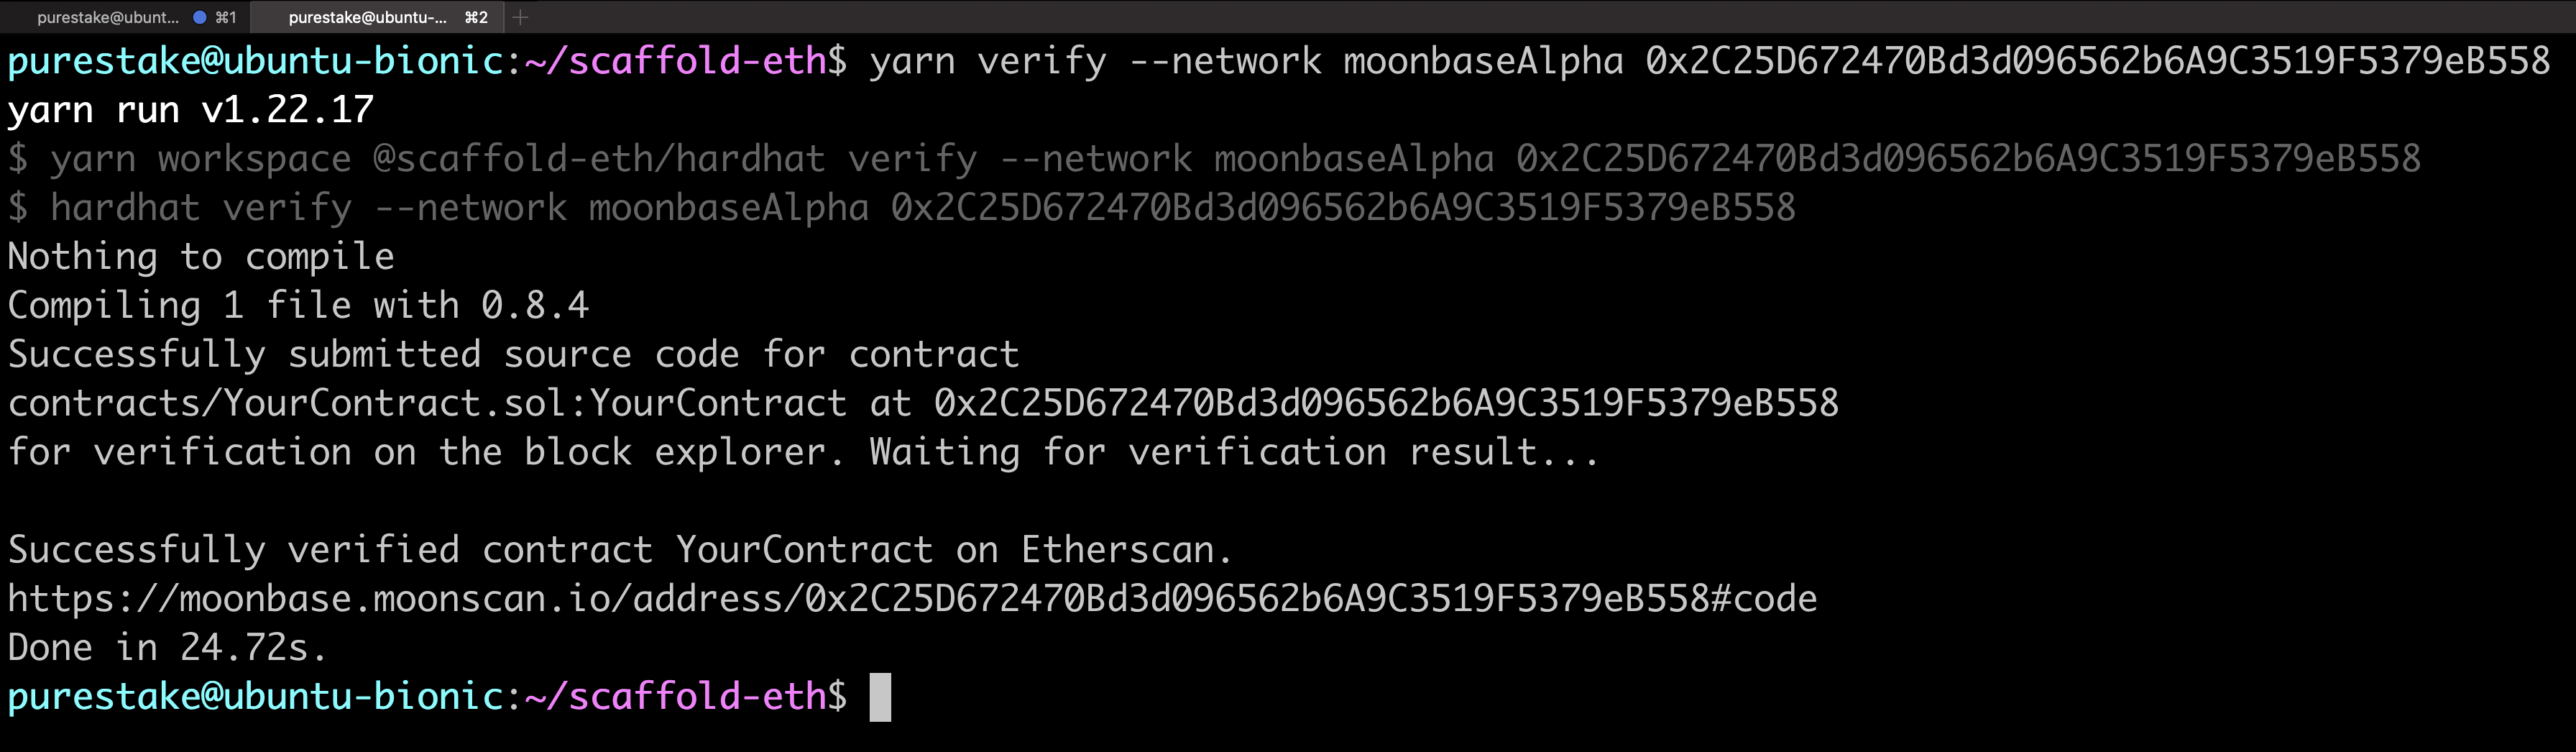 purestake@ubunt... ⌘1 purestake@ubuntu-... ⌘2 +
purestake@ubuntu-bionic:~/scaffold-eth$ yarn verify --network moonbaseAlpha 0x2C25D672470Bd3d096562b6A9C3519F5379eB558
yarn run v1.22.17
$ yarn workspace @scaffold-eth/hardhat verify --network moonbaseAlpha 0x2C25D672470Bd3d096562b6A9C3519F5379eB558
$ hardhat verify --network moonbaseAlpha 0x2C25D672470Bd3d096562b6A9C3519F5379eB558
Nothing to compile
Compiling 1 file with 0.8.4
Successfully submitted source code for contract
contracts/YourContract.sol:YourContract at 0x2C25D672470Bd3d096562b6A9C3519F5379eB558
for verification on the block explorer. Waiting for verification result...
Successfully verified contract YourContract on Etherscan.
https://moonbase.moonscan.io/address/0x2C25D672470Bd3d096562b6A9C3519F5379eB558#code
Done in 24.72s.
purestake@ubuntu-bionic:~/scaffold-eth$